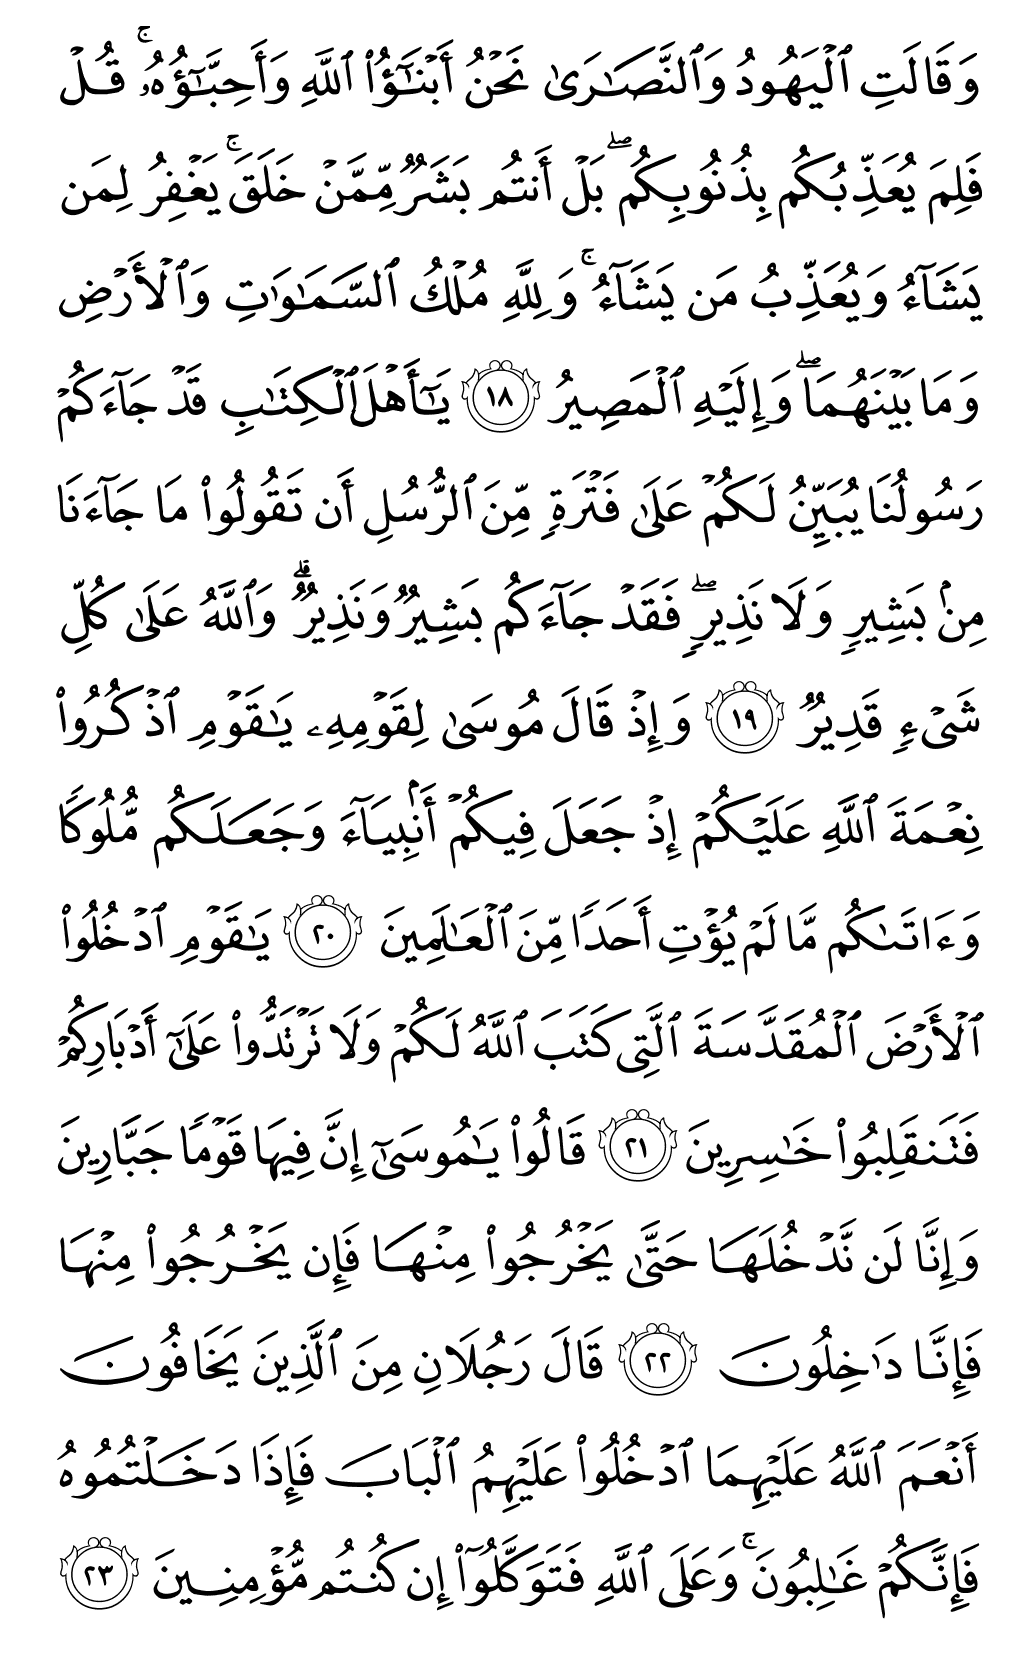 وَقَالَتِ ٱلۡيَهُودُ وَٱلنَّصَٰرَىٰ نَحۡنُ أَبۡنَٰٓؤُاْ ٱللَّهِ وَأَحِبَّٰٓؤُهُۥۚ قُلۡ
فَلِمَ يُعَذِّبُكُم بِذُنُوبِكُمۖ بَلۡ أَنتُم بَشَرٞ مِّمَّنۡ خَلَقَۚ يَغۡفِرُ لِمَن
يَشَآءُ وَيُعَذِّبُ مَن يَشَآءُۚ وَلِلَّهِ مُلۡكُ ٱلسَّمَٰوَٰتِ وَٱلۡأَرۡضِ
وَمَا بَيۡنَهُمَاۖ وَإِلَيۡهِ ٱلۡمَصِيرُ ١٨ يَٰٓأَهۡلَ ٱلۡكِتَٰبِ قَدۡ جَآءَكُمۡ
رَسُولُنَا يُبَيِّنُ لَكُمۡ عَلَىٰ فَتۡرَةٖ مِّنَ ٱلرُّسُلِ أَن تَقُولُواْ مَا جَآءَنَا
مِنۢ بَشِيرٖ وَلَا نَذِيرٖۖ فَقَدۡ جَآءَكُم بَشِيرٞ وَنَذِيرٞۗ وَٱللَّهُ عَلَىٰ كُلِّ
شَيۡءٖ قَدِيرٞ ١٩ وَإِذۡ قَالَ مُوسَىٰ لِقَوۡمِهِۦ يَٰقَوۡمِ ٱذۡكُرُواْ
نِعۡمَةَ ٱللَّهِ عَلَيۡكُمۡ إِذۡ جَعَلَ فِيكُمۡ أَنۢبِيَآءَ وَجَعَلَكُم مُّلُوكٗا
وَءَاتَىٰكُم مَّا لَمۡ يُؤۡتِ أَحَدٗا مِّنَ ٱلۡعَٰلَمِينَ ٢٠ يَٰقَوۡمِ ٱدۡخُلُواْ
ٱلۡأَرۡضَ ٱلۡمُقَدَّسَةَ ٱلَّتِي كَتَبَ ٱللَّهُ لَكُمۡ وَلَا تَرۡتَدُّواْ عَلَىٰٓ أَدۡبَارِكُمۡ
فَتَنقَلِبُواْ خَٰسِرِينَ ٢١ قَالُواْ يَٰمُوسَىٰٓ إِنَّ فِيهَا قَوۡمٗا جَبَّارِينَ
وَإِنَّا لَن نَّدۡخُلَهَا حَتَّىٰ يَخۡرُجُواْ مِنۡهَا فَإِن يَخۡرُجُواْ مِنۡهَا
فَإِنَّا دَٰخِلُونَ ٢٢ قَالَ رَجُلَانِ مِنَ ٱلَّذِينَ يَخَافُونَ
أَنۡعَمَ ٱللَّهُ عَلَيۡهِمَا ٱدۡخُلُواْ عَلَيۡهِمُ ٱلۡبَابَ فَإِذَا دَخَلۡتُمُوهُ
فَإِنَّكُمۡ غَٰلِبُونَۚ وَعَلَى ٱللَّهِ فَتَوَكَّلُوٓاْ إِن كُنتُم مُّؤۡمِنِينَ ٢٣